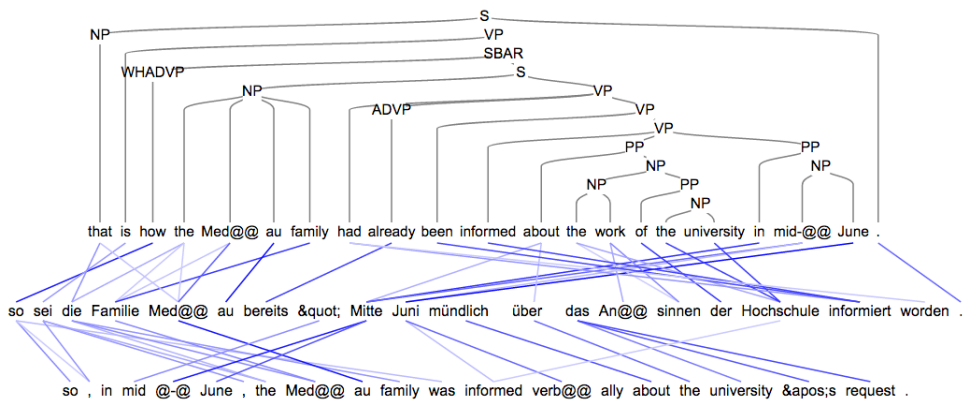 S
NP VP
SBAR
WHADVP S
NP VP
ADVP VP
VP
PP PP
NP NP
NP PP
NP
that is how the Med@@ au family had already been informed about the work of the university in mid-@@ June .
so sei die Familie Med@@ au bereits &quot; Mitte Juni mündlich über das An@@ sinnen der Hochschule informiert worden .
so , in mid @-@ June , the Med@@ au family was informed verb@@ ally about the university &apos;s request .